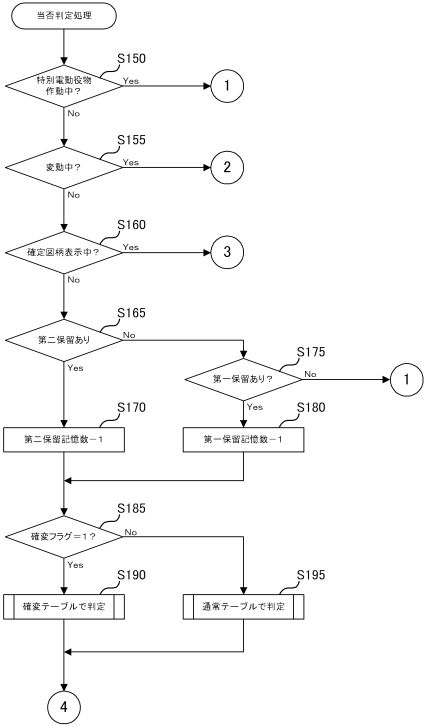 当否判定処理
S150
特別電動役物
作動中？
Yes
1
No
S155
変動中？
Yes
2
No
S160
確定図柄表示中？
Yes
3
No
S165
第二保留あり
No
Yes
S175
第一保留あり？
No
1
Yes
S170
第二保留記憶数－１
S180
第一保留記憶数－１
S185
確変フラグ＝１？
No
Yes
S190
確変テーブルで判定
S195
通常テーブルで判定
4